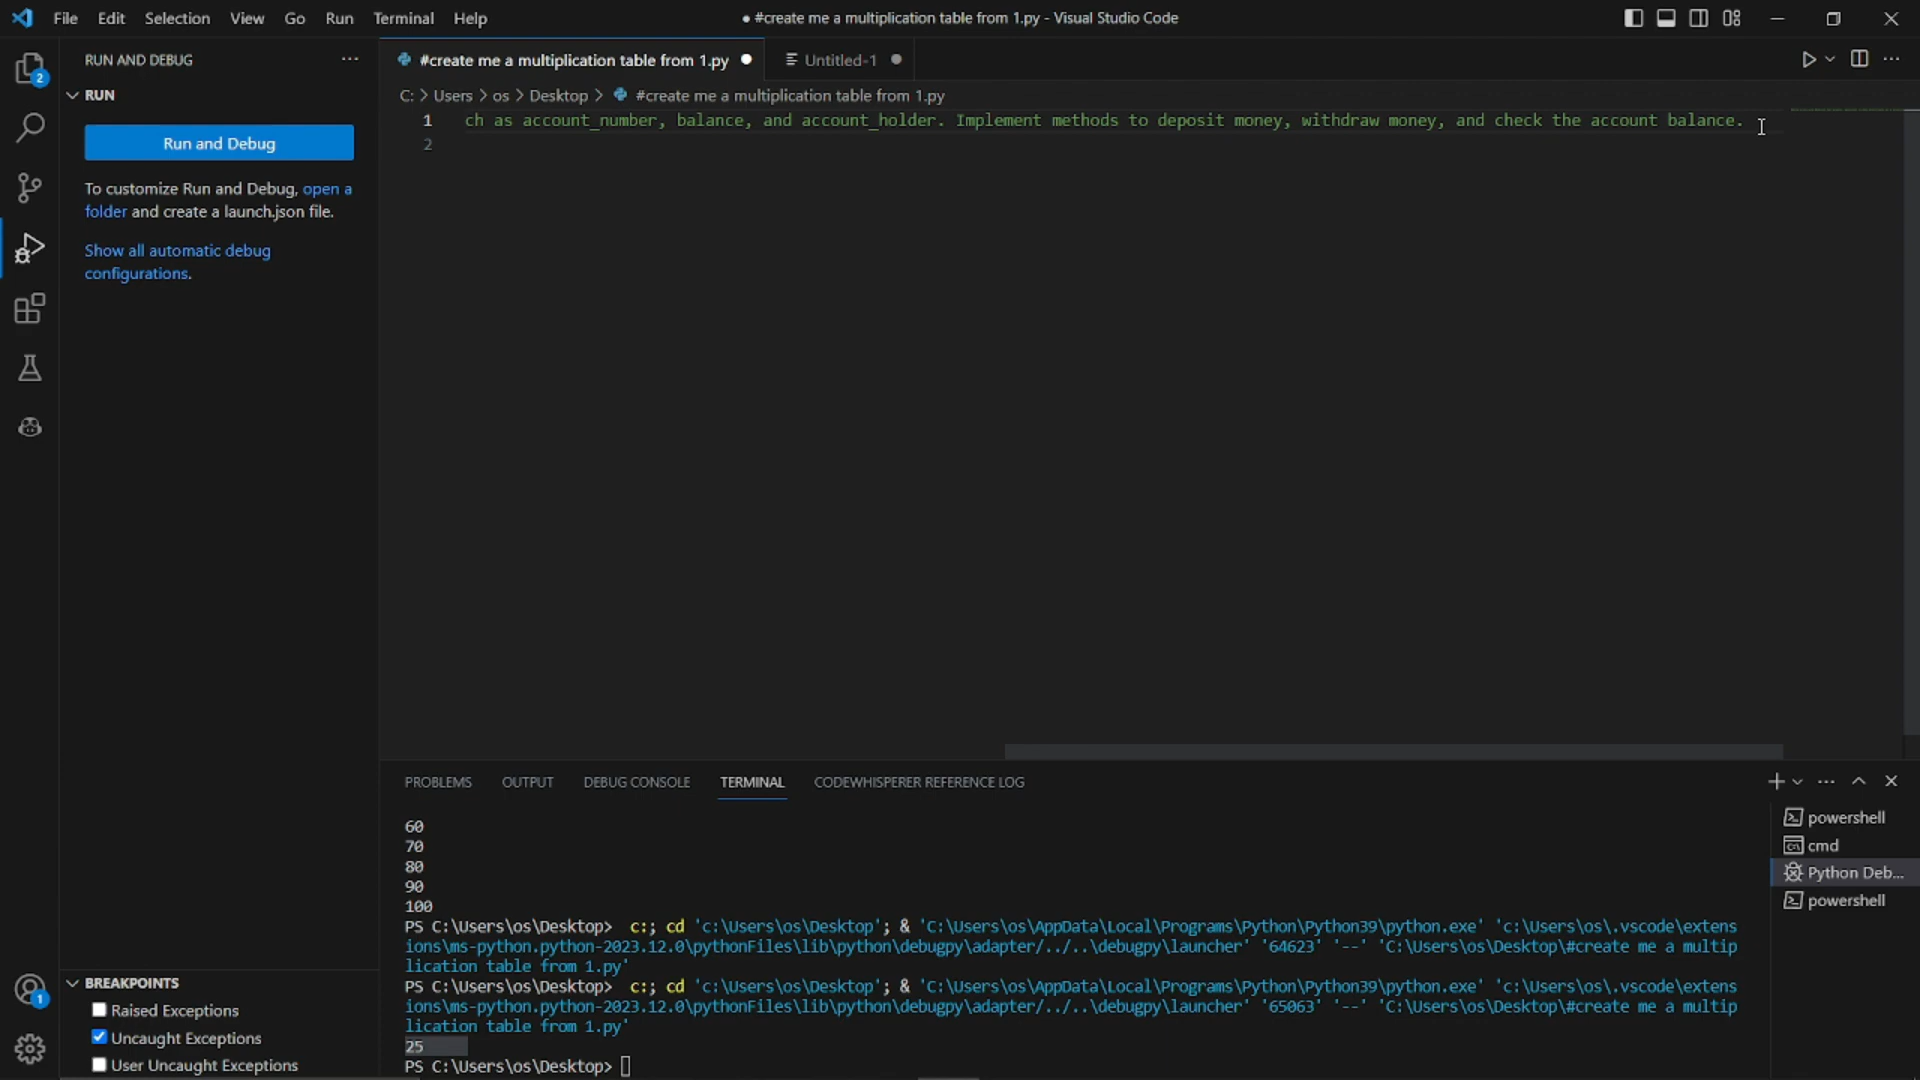 File Edit Selection View Go Run Terminal Help
● #create me a multiplication table from 1.py - Visual Studio Code
RUN AND DEBUG ···
#create me a multiplication table from 1.py ●
Untitled-1 ●
2
RUN
C: > Users > os > Desktop > #create me a multiplication table from 1.py
1 ch as account_number, balance, and account_holder. Implement methods to deposit money, withdraw money, and check the account balance.
2
Run and Debug
To customize Run and Debug, open a
folder and create a launch.json file.
Show all automatic debug
configurations.
PROBLEMS OUTPUT DEBUG CONSOLE TERMINAL CODEWHISPERER REFERENCE LOG
60
70
80
90
100
PS C:\Users\os\Desktop> c:; cd 'c:\Users\os\Desktop'; & 'C:\Users\os\AppData\Local\Programs\Python\Python39\python.exe' 'c:\Users\os\.vscode\extens
ions\ms-python.python-2023.12.0\pythonFiles\lib\python\debugpy\adapter/../..\debugpy\launcher' '64623' '--' 'C:\Users\os\Desktop\#create me a multip
lication table from 1.py'
PS C:\Users\os\Desktop> c:; cd 'c:\Users\os\Desktop'; & 'C:\Users\os\AppData\Local\Programs\Python\Python39\python.exe' 'c:\Users\os\.vscode\extens
ions\ms-python.python-2023.12.0\pythonFiles\lib\python\debugpy\adapter/../..\debugpy\launcher' '65063' '--' 'C:\Users\os\Desktop\#create me a multip
lication table from 1.py'
25
PS C:\Users\os\Desktop>
powershell
cmd
Python Deb...
powershell
1
BREAKPOINTS
Raised Exceptions
Uncaught Exceptions
User Uncaught Exceptions